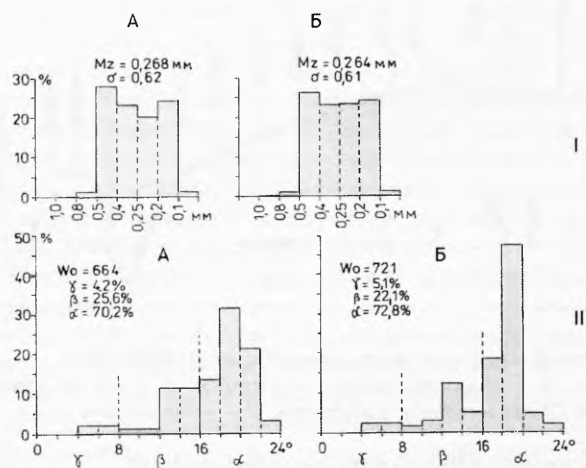 А Б
Mz = 0,268 мм
σ = 0,62
Mz = 0,264 мм
σ = 0,61
%
30
20
10
0
I
1,0 0,8 0,5 0,4 0,25 0,2 0,1 мм
1,0 0,8 0,5 0,4 0,25 0,2 0,1 мм
50 %
40
30
20
10
0
А
Wo = 664
γ = 4,2%
β = 25,6%
α = 70,2%
Б
Wo = 721
γ = 5,1%
β = 22,1%
α = 72,8%
II
0 8 16 24°
γ β α
0 8 16 24°
γ β α